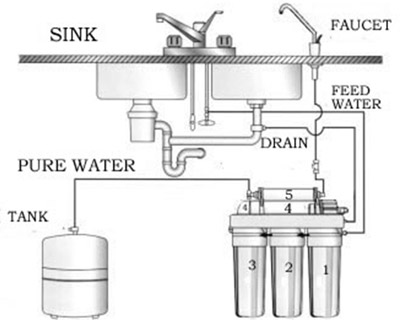 SINK
FAUCET
FEED
WATER
DRAIN
PURE WATER
TANK
5
4
4
3
2
1